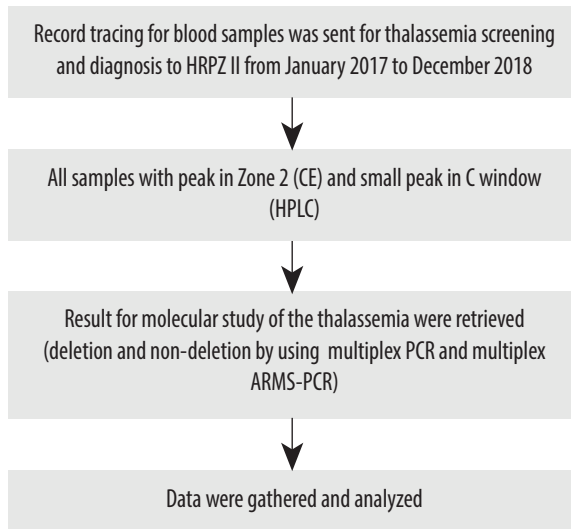 Record tracing for blood samples was sent for thalassemia screening
and diagnosis to HRPZ II from January 2017 to December 2018
All samples with peak in Zone 2 (CE) and small peak in C window
(HPLC)
Result for molecular study of the thalassemia were retrieved
(deletion and non-deletion by using multiplex PCR and multiplex
ARMS-PCR)
Data were gathered and analyzed